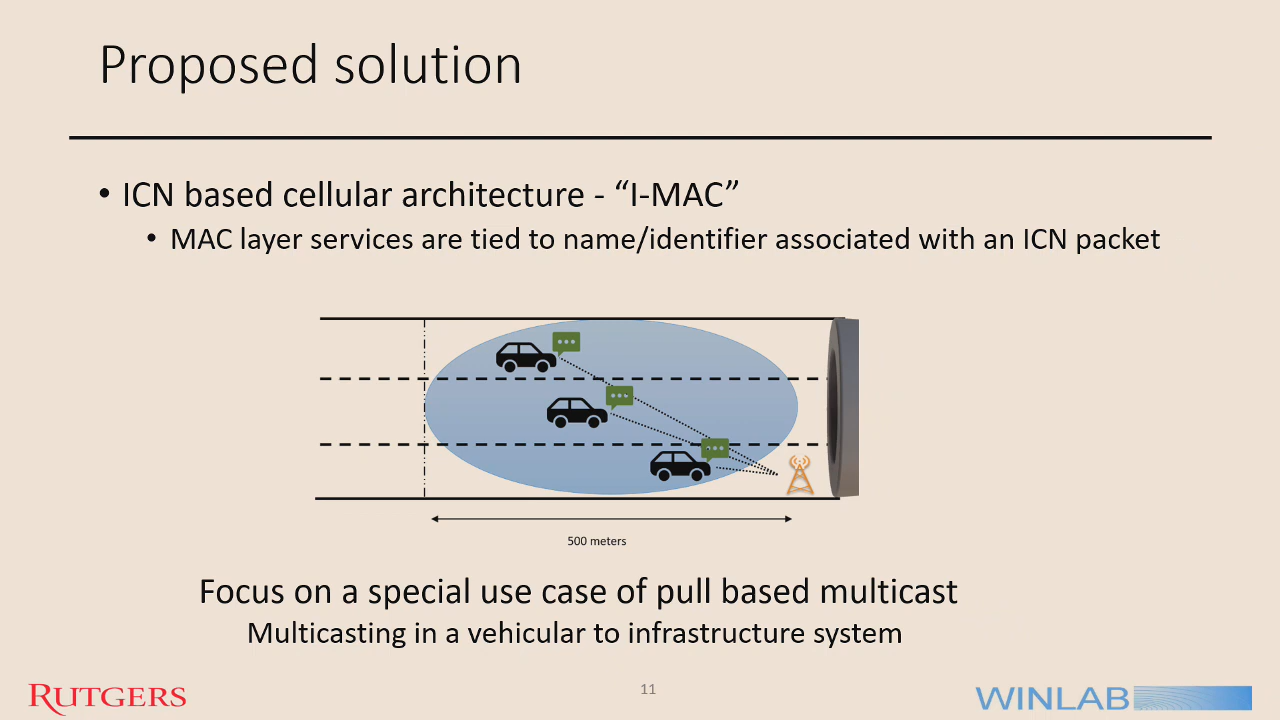 Proposed solution
• ICN based cellular architecture - “I-MAC”
• MAC layer services are tied to name/identifier associated with an ICN packet
500 meters
Focus on a special use case of pull based multicast
Multicasting in a vehicular to infrastructure system
RUTGERS
11
WINLAB